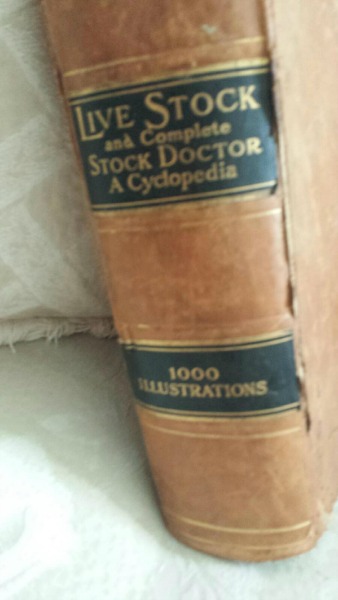 LIVE STOCK
and Complete
STOCK DOCTOR
A Cyclopedia
1000
ILLUSTRATIONS